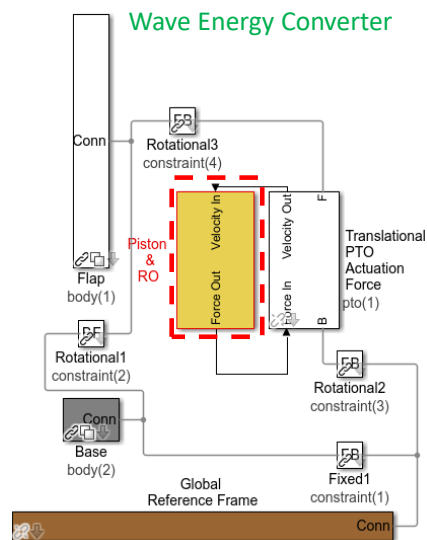 Wave Energy Converter
Conn
Flap
body(1)
Rotational3
constraint(4)
Piston
&
RO
Velocity In
Force Out
Velocity Out
Force In
F
B
Translational
PTO
Actuation
Force
pto(1)
Rotational1
constraint(2)
Rotational2
constraint(3)
Conn
Base
body(2)
Fixed1
constraint(1)
Global
Reference Frame
Conn